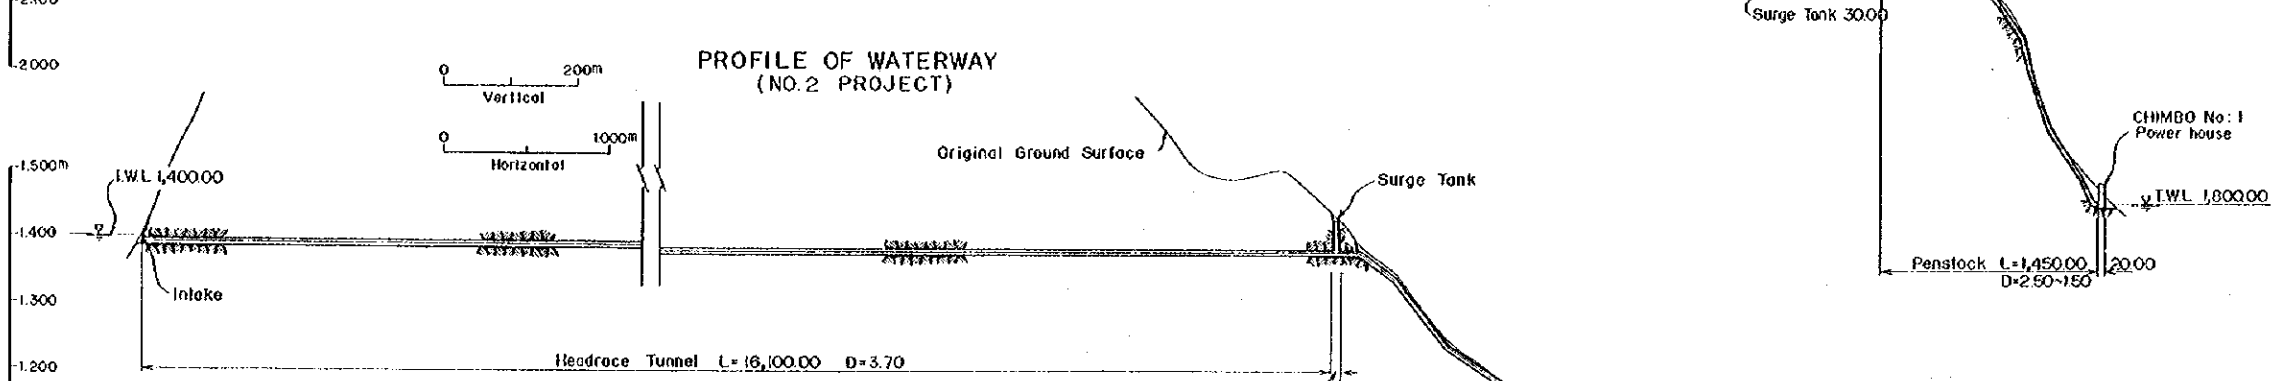 2000
PROFILE OF WATERWAY
(NO.2 PROJECT)
0 200m
Vertical
0 1000m
Horizontal
Original Ground Surface
Surge Tank
1.500m
I.W.L 1,400.00
1.400
Intake
1.300
1.200
Headrace Tunnel L=16,100.00 D=3.70
Surge Tank 30.00
CHIMBO No: 1
Power house
T.W.L 1,800.00
Penstock L=1,450.00 20.00
D=2.50~1.50